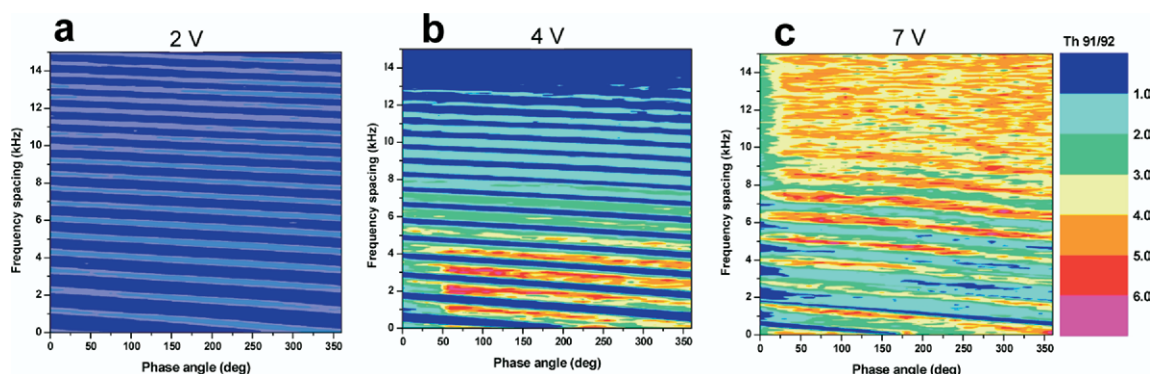 a
2 V
Frequency spacing (kHz)
14
12
10
8
6
4
2
0
0 50 100 150 200 250 300 350
Phase angle (deg)
b
4 V
Frequency spacing (kHz)
14
12
10
8
6
4
2
0
0 50 100 150 200 250 300 350
Phase angle (deg)
c
7 V
Frequency spacing (kHz)
14
12
10
8
6
4
2
0
0 50 100 150 200 250 300 350
Phase angle (deg)
Th 91/92
1.0
2.0
3.0
4.0
5.0
6.0